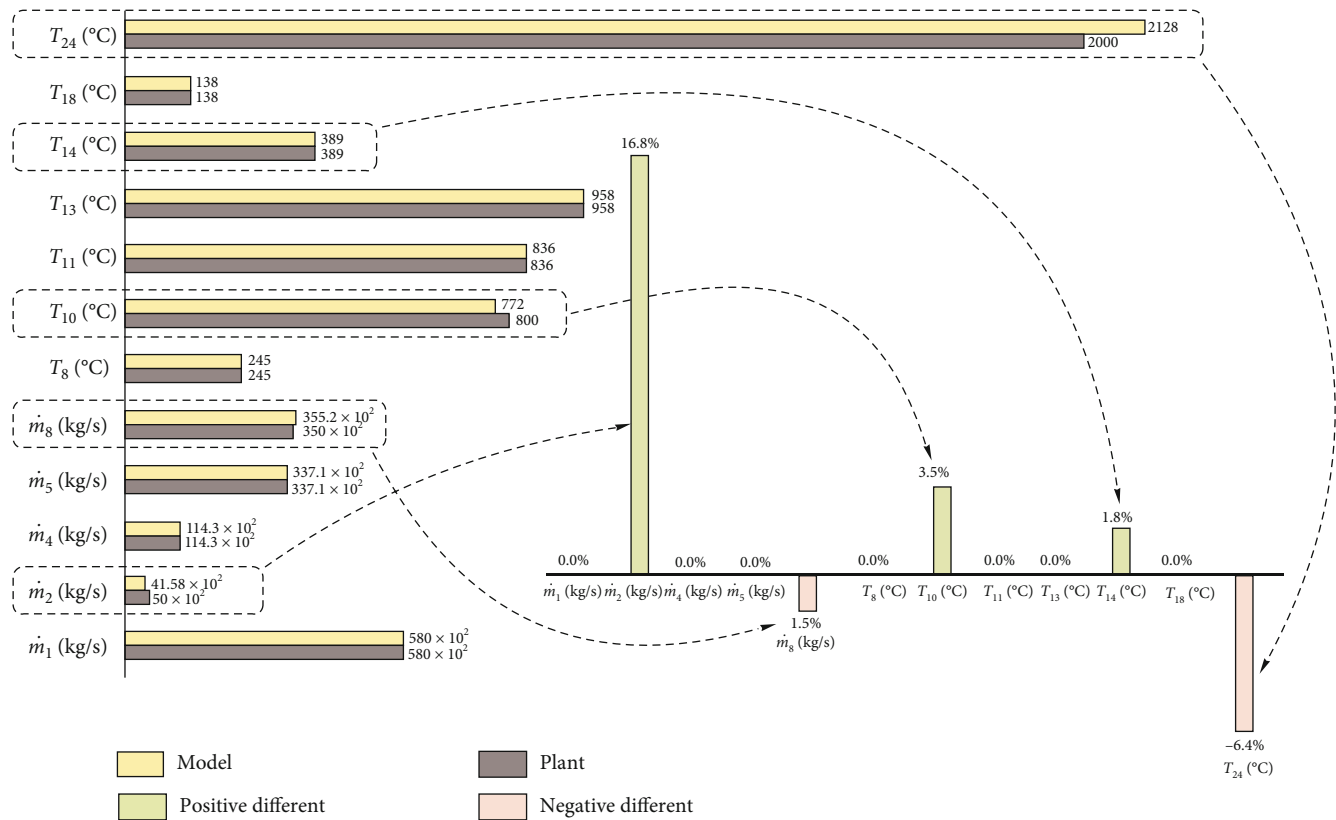 T₂₄ (°C)
2128
2000
T₁₈ (°C)
138
138
T₁₄ (°C)
389
389
T₁₃ (°C)
958
958
T₁₁ (°C)
836
836
T₁₀ (°C)
772
800
T₈ (°C)
245
245
ṁ₈ (kg/s)
355.2 × 10²
350 × 10²
ṁ₅ (kg/s)
337.1 × 10²
337.1 × 10²
ṁ₄ (kg/s)
114.3 × 10²
114.3 × 10²
ṁ₂ (kg/s)
41.58 × 10²
50 × 10²
ṁ₁ (kg/s)
580 × 10²
580 × 10²
0.0%
16.8%
0.0%
0.0%
1.5%
0.0%
3.5%
0.0%
0.0%
1.8%
0.0%
−6.4%
ṁ₁ (kg/s) ṁ₂ (kg/s) ṁ₄ (kg/s) ṁ₅ (kg/s)
ṁ₈ (kg/s)
T₈ (°C) T₁₀ (°C) T₁₁ (°C) T₁₃ (°C) T₁₄ (°C) T₁₈ (°C)
T₂₄ (°C)
Model
Plant
Positive different
Negative different